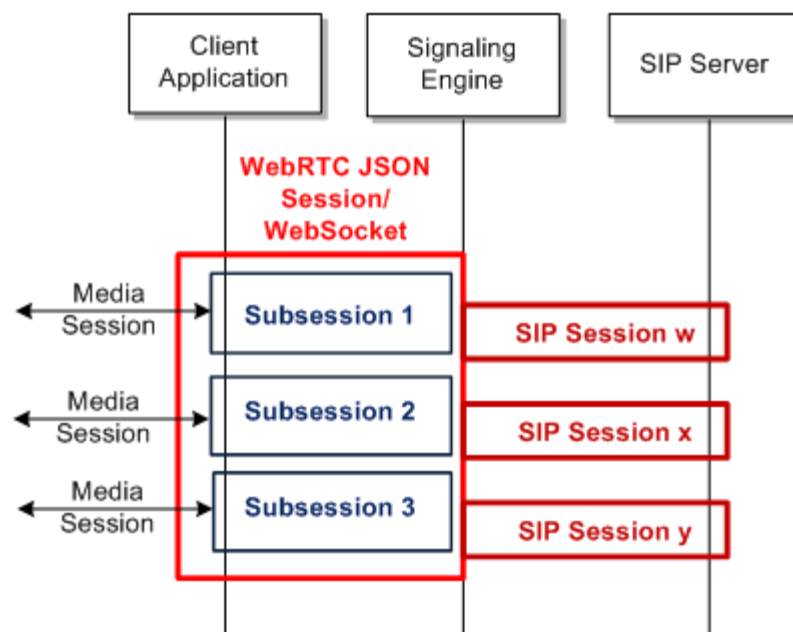 Client
Application
Signaling
Engine
SIP Server
WebRTC JSON
Session/
WebSocket
Media
Session
Subsession 1
SIP Session w
Media
Session
Subsession 2
SIP Session x
Media
Session
Subsession 3
SIP Session y